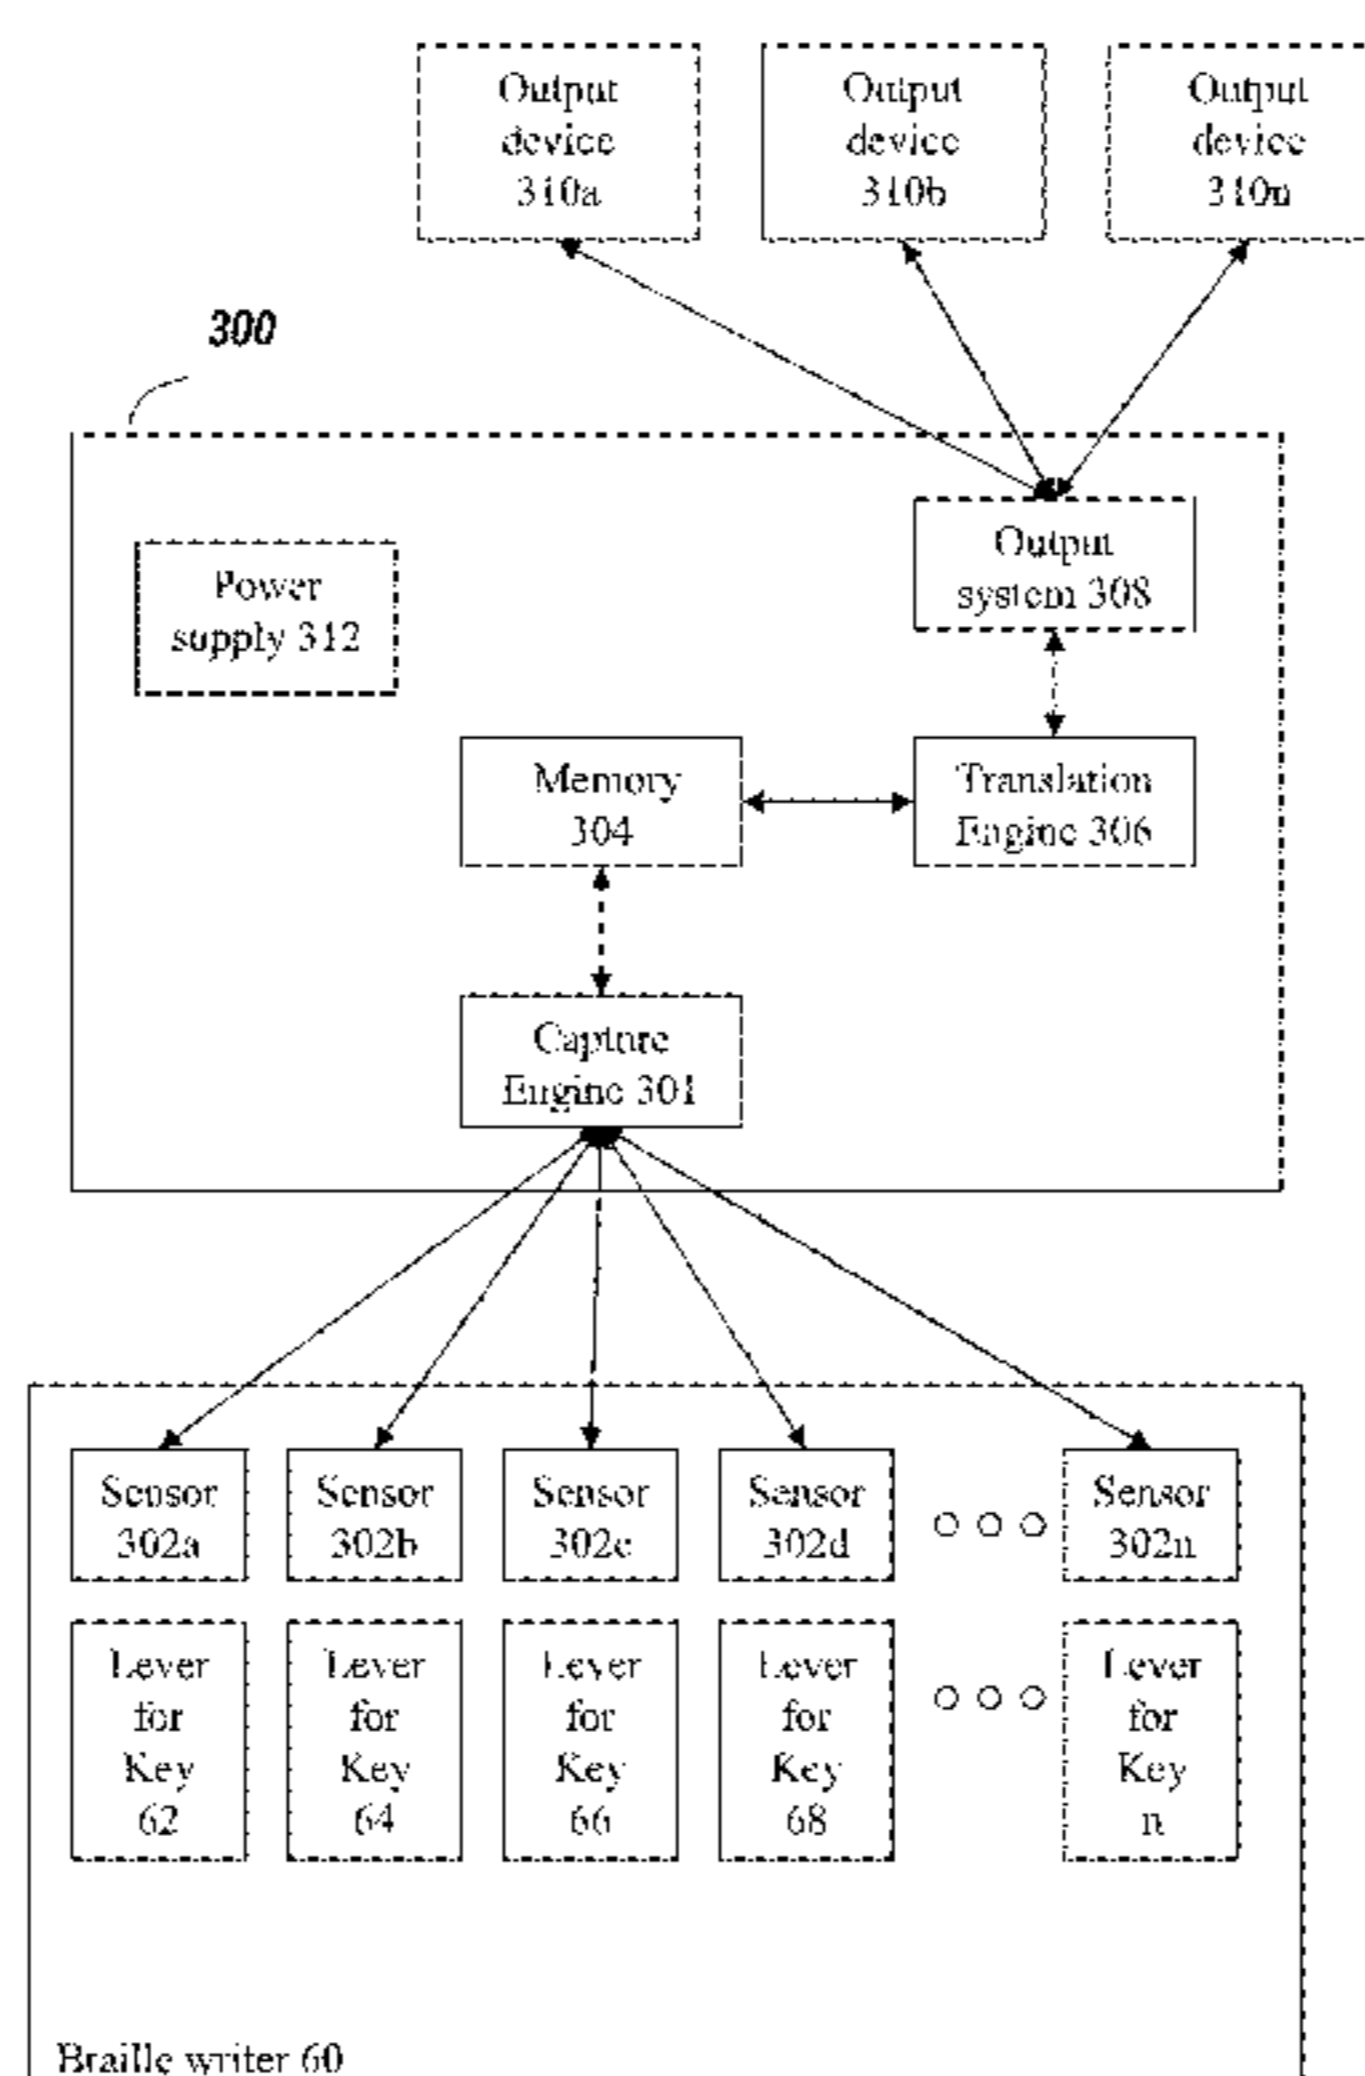 Output
device
310a
Output
device
310b
Output
device
310n
300
Output
system 308
Power
supply 312
Memory
304
Translation
Engine 306
Capture
Engine 301
Sensor
302a
Sensor
302b
Sensor
302c
Sensor
302d
Sensor
302n
Lever
for
Key
62
Lever
for
Key
64
Lever
for
Key
66
Lever
for
Key
68
Lever
for
Key
n
Braille writer 60